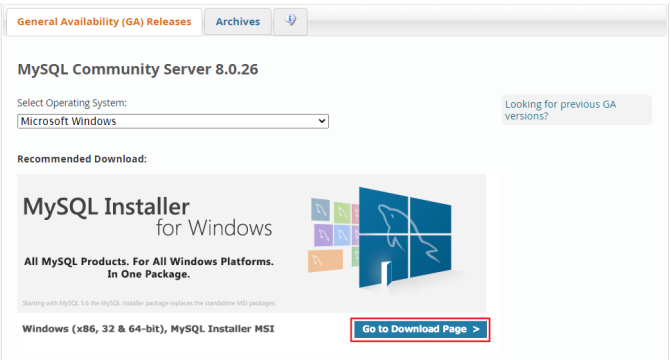 General Availability (GA) Releases
Archives
MySQL Community Server 8.0.26
Select Operating System:
Looking for previous GA
versions?
Microsoft Windows
Recommended Download:
MySQL Installer
for Windows
All MySQL Products. For All Windows Platforms.
In One Package.
Starting with MySQL 5.6 the MySQL Installer package replaces the standalone MSI packages.
Windows (x86, 32 & 64-bit), MySQL Installer MSI
Go to Download Page >